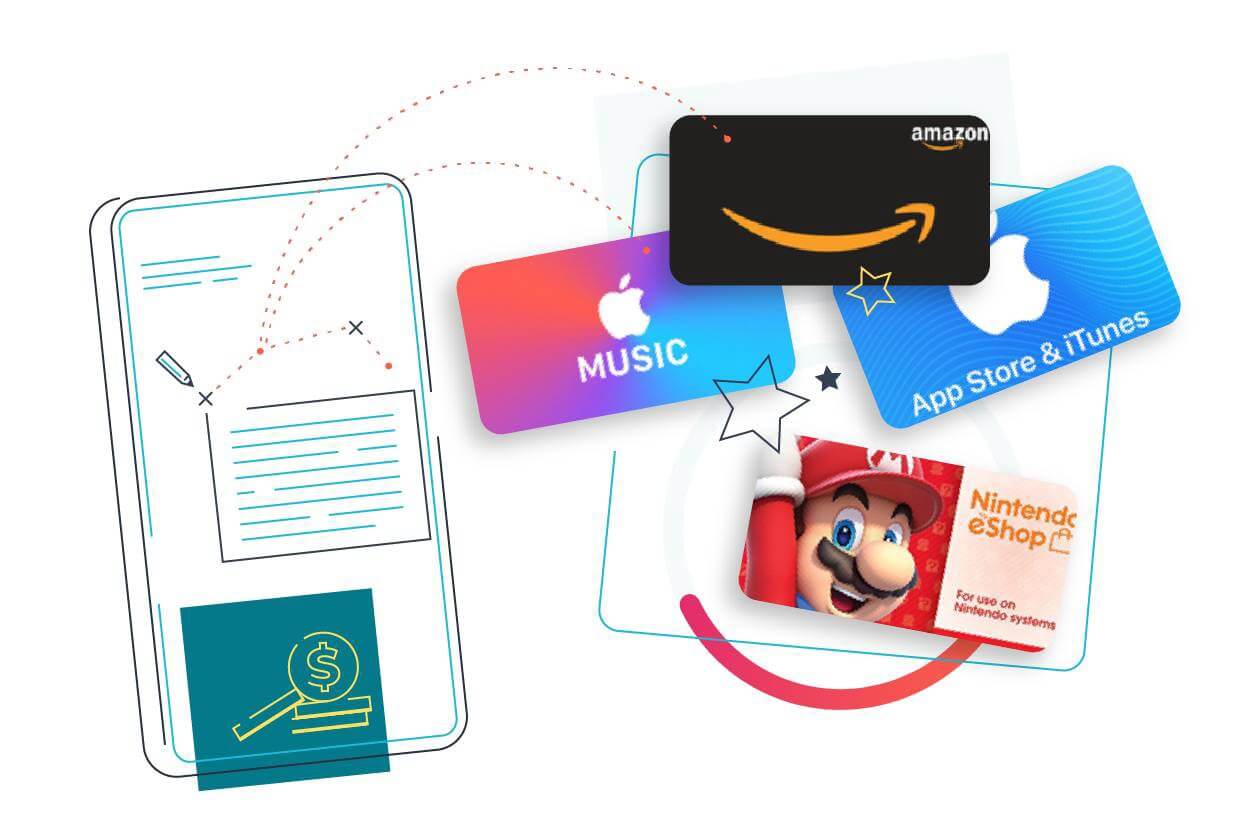 amazon
MUSIC
App Store & iTunes
Nintendo
eShop
For use on
Nintendo systems
$